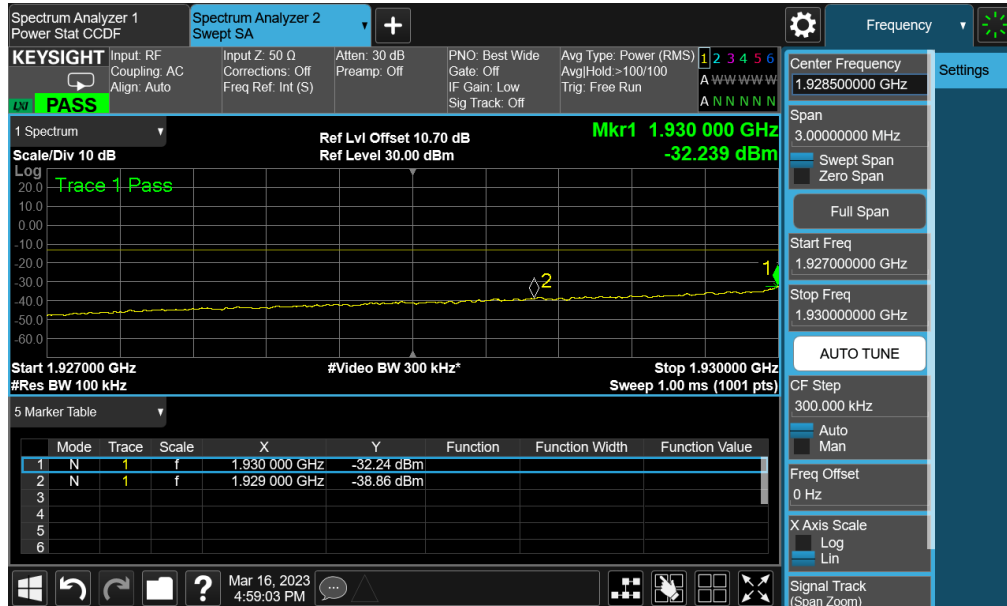 Spectrum Analyzer 1
Power Stat CCDF
Spectrum Analyzer 2
Swept SA
Frequency
KEYSIGHT
LXI
PASS
Input: RF
Coupling: AC
Align: Auto
Input Z: 50 Ω
Corrections: Off
Freq Ref: Int (S)
Atten: 30 dB
Preamp: Off
PNO: Best Wide
Gate: Off
IF Gain: Low
Sig Track: Off
Avg Type: Power (RMS)
Avg|Hold:>100/100
Trig: Free Run
1 2 3 4 5 6
A W W W W W
A N N N N N
1 Spectrum
Scale/Div 10 dB
Ref Lvl Offset 10.70 dB
Ref Level 30.00 dBm
Mkr1 1.930 000 GHz
-32.239 dBm
Log
Trace 1 Pass
20.0
10.0
0.00
-10.0
-20.0
-30.0
-40.0
-50.0
-60.0
1
2
Start 1.927000 GHz
#Res BW 100 kHz
#Video BW 300 kHz*
Stop 1.930000 GHz
Sweep 1.00 ms (1001 pts)
5 Marker Table
Mode Trace Scale X Y Function Function Width Function Value
1 N 1 f 1.930 000 GHz -32.24 dBm
2 N 1 f 1.929 000 GHz -38.86 dBm
3
4
5
6
Mar 16, 2023
4:59:03 PM
?
Center Frequency
1.928500000 GHz
Span
3.00000000 MHz
Swept Span
Zero Span
Full Span
Start Freq
1.927000000 GHz
Stop Freq
1.930000000 GHz
AUTO TUNE
CF Step
300.000 kHz
Auto
Man
Freq Offset
0 Hz
X Axis Scale
Log
Lin
Signal Track
(Span Zoom)
Settings